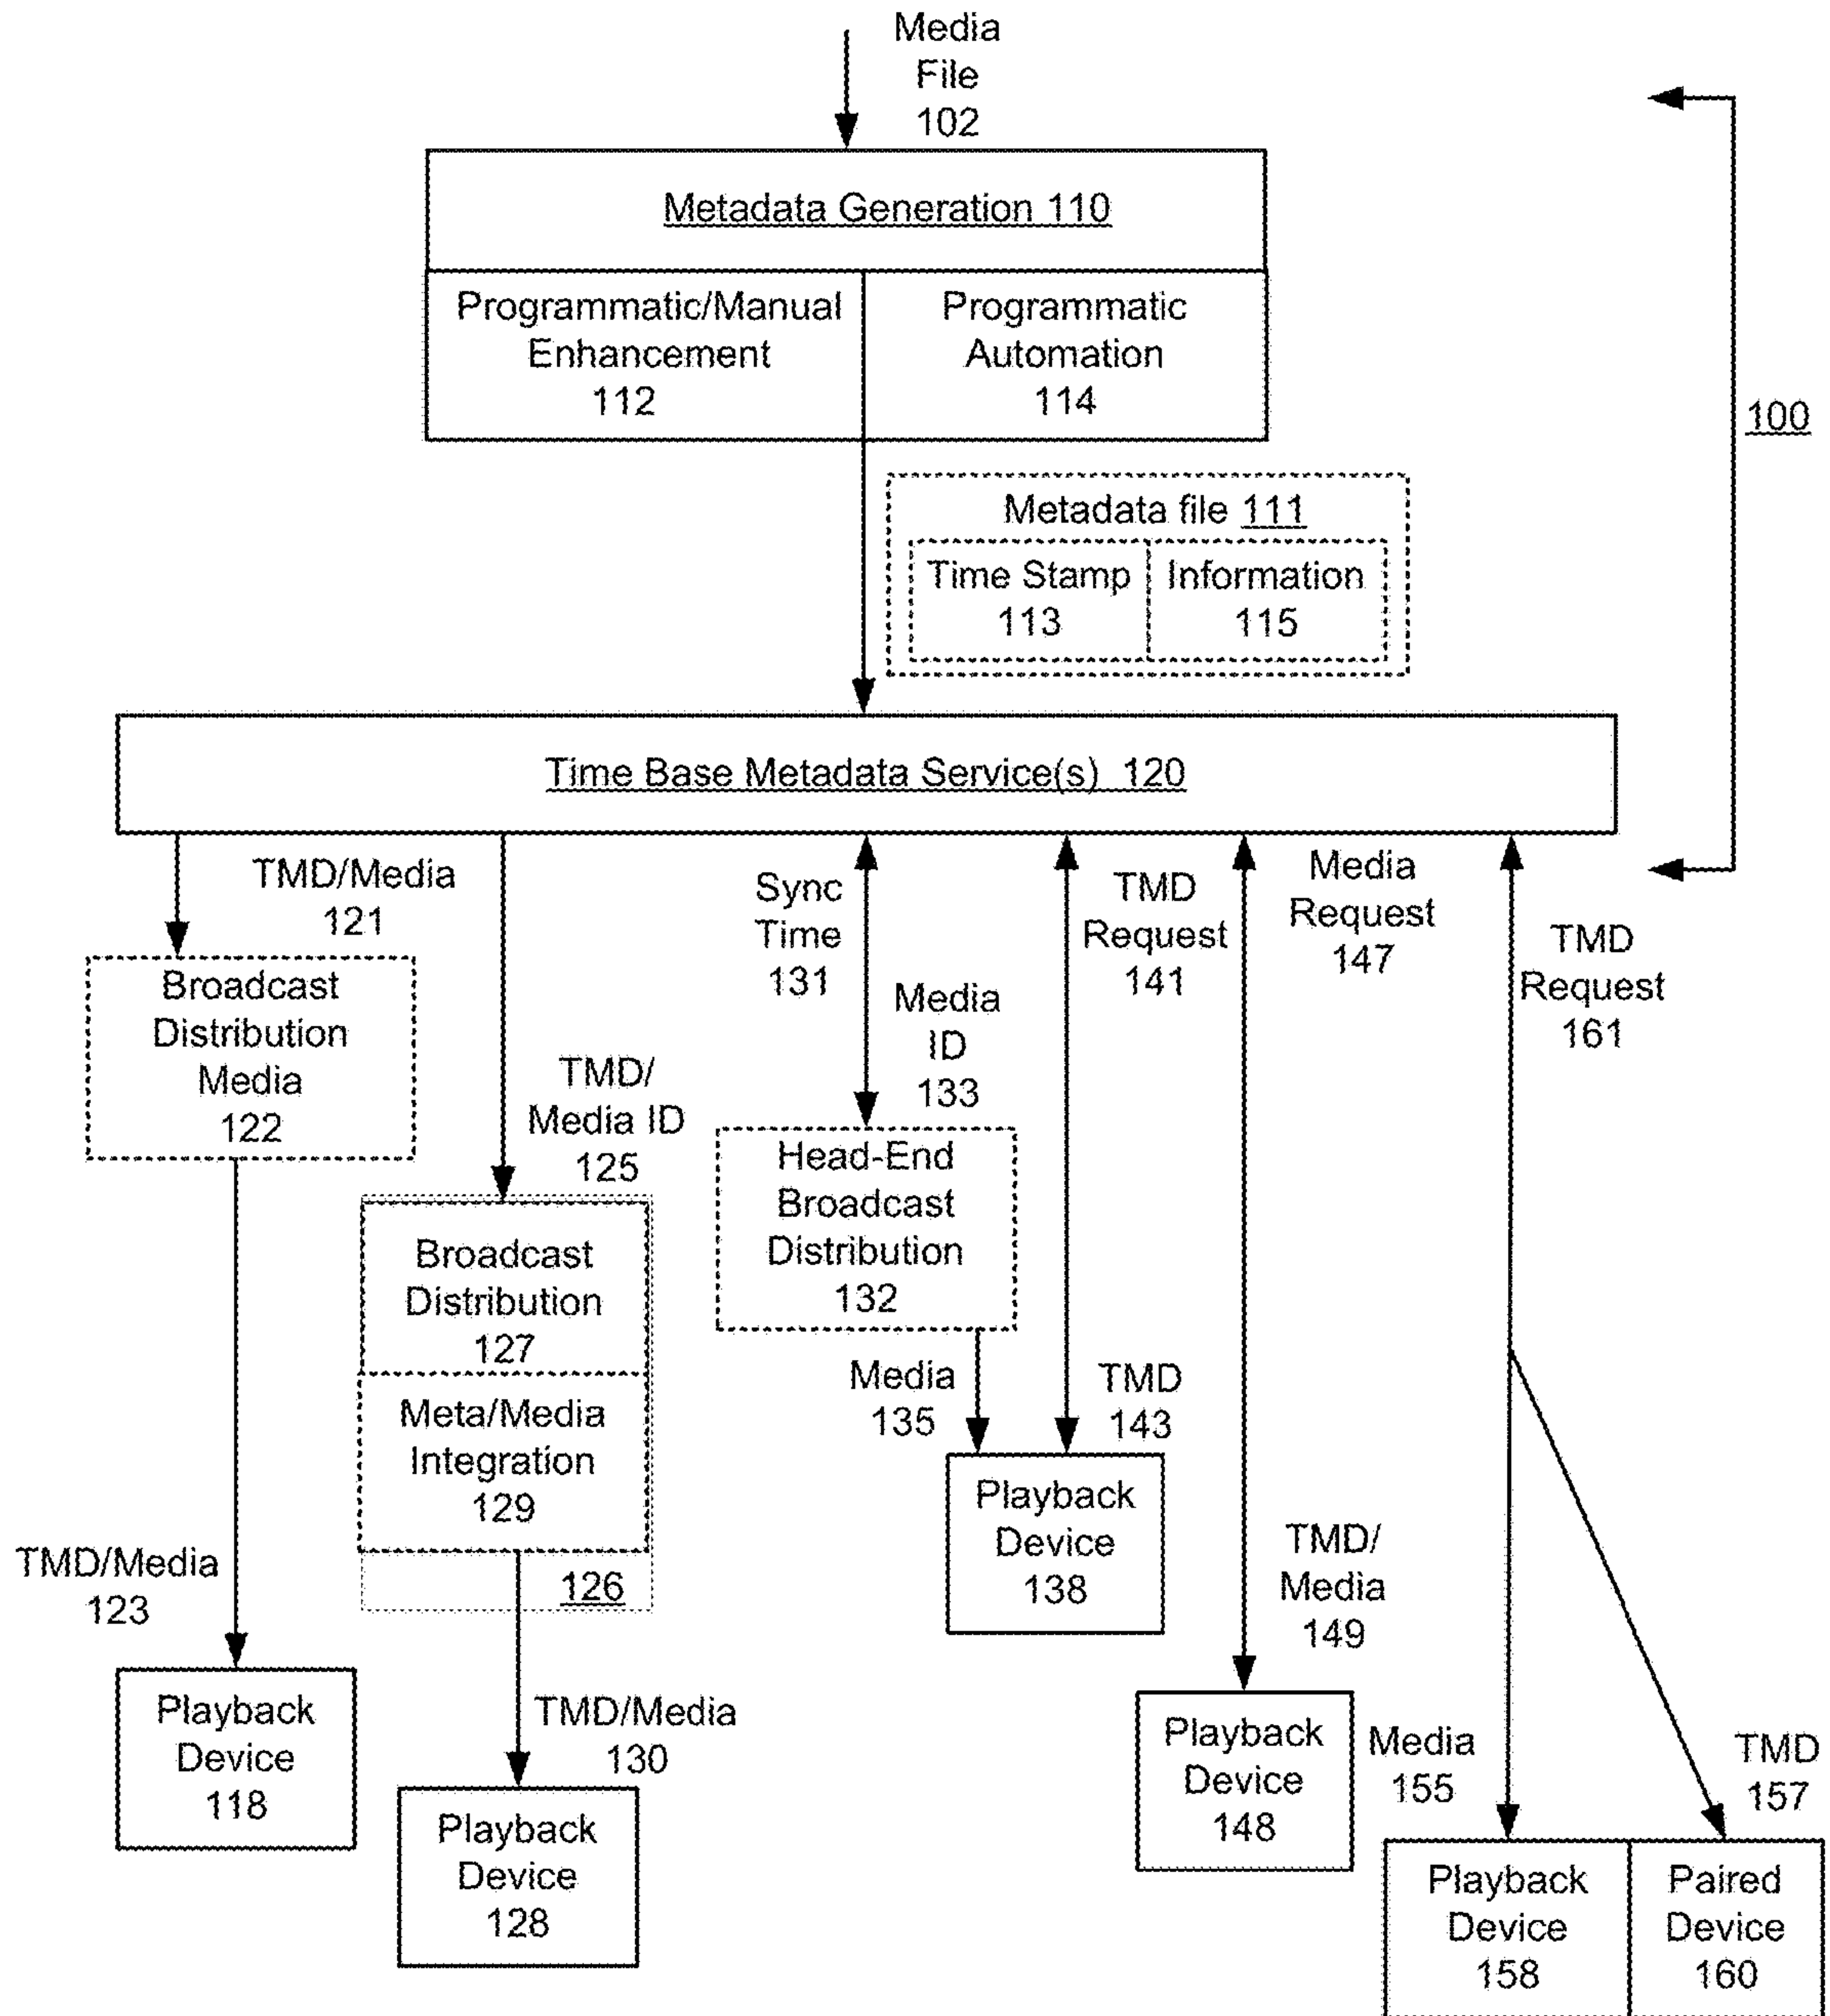 Media
File
102
Metadata Generation 110
Programmatic/Manual
Enhancement
112
Programmatic
Automation
114
100
Metadata file 111
Time Stamp
113
Information
115
Time Base Metadata Service(s) 120
TMD/Media
121
Broadcast
Distribution
Media
122
TMD/
Media ID
125
Sync
Time
131
Media
ID
133
TMD
Request
141
Media
Request
147
TMD
Request
161
Head-End
Broadcast
Distribution
132
Broadcast
Distribution
127
Meta/Media
Integration
129
126
Media
135
TMD
143
Playback
Device
138
TMD/Media
123
TMD/
Media
149
Playback
Device
118
TMD/Media
130
Playback
Device
128
Playback
Device
148
Media
155
TMD
157
Playback
Device
158
Paired
Device
160